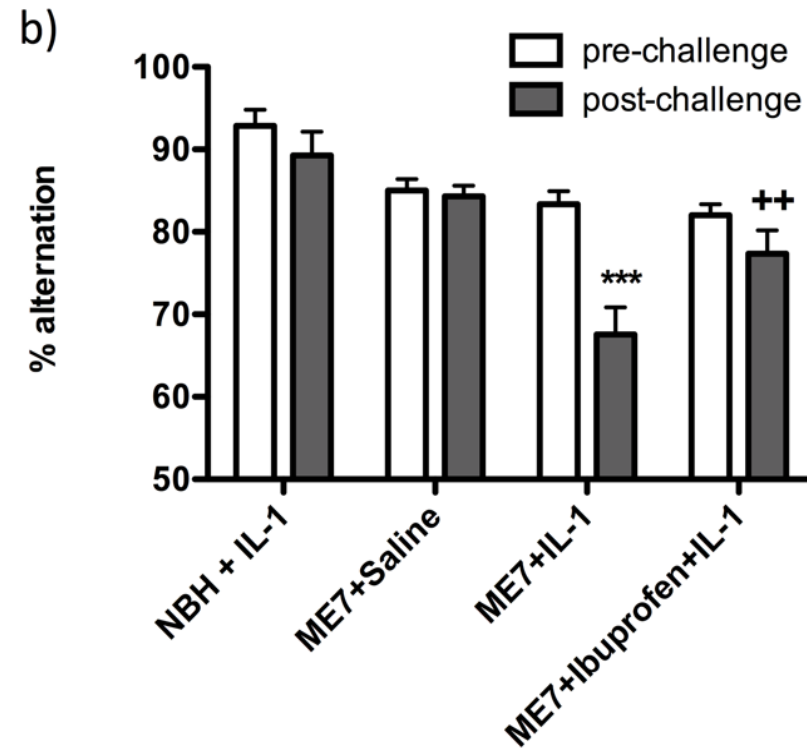 b)
pre-challenge
post-challenge
% alternation
100
90
80
70
60
50
***
++
NBH + IL-1
ME7+Saline
ME7+IL-1
ME7+Ibuprofen+IL-1